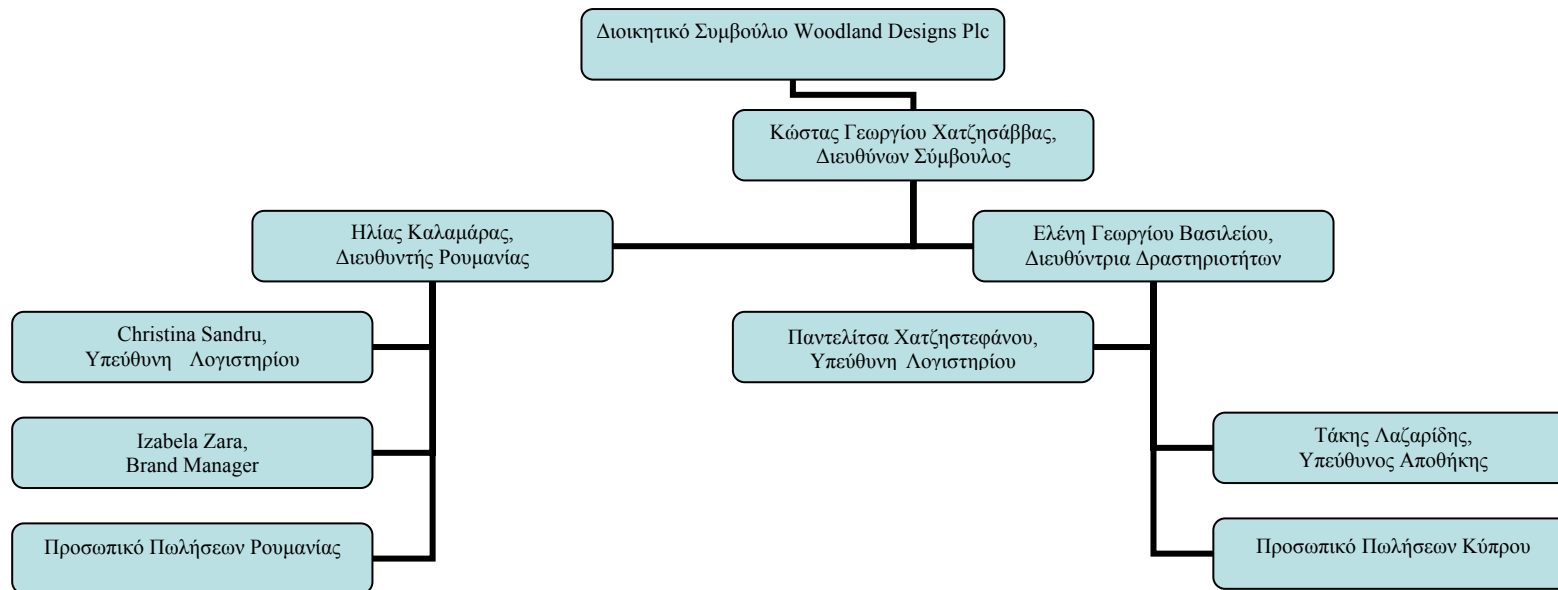 Διοικητικό Συμβούλιο Woodland Designs Plc
Κώστας Γεωργίου Χατζησάββας,
Διευθύνων Σύμβουλος
Ηλίας Καλαμάρας,
Διευθυντής Ρουμανίας
Ελένη Γεωργίου Βασιλείου,
Διευθύντρια Δραστηριοτήτων
Christina Sandru,
Υπεύθυνη Λογιστηρίου
Παντελίτσα Χατζηστεφάνου,
Υπεύθυνη Λογιστηρίου
Izabela Zara,
Brand Manager
Τάκης Λαζαρίδης,
Υπεύθυνος Αποθήκης
Προσωπικό Πωλήσεων Ρουμανίας
Προσωπικό Πωλήσεων Κύπρου